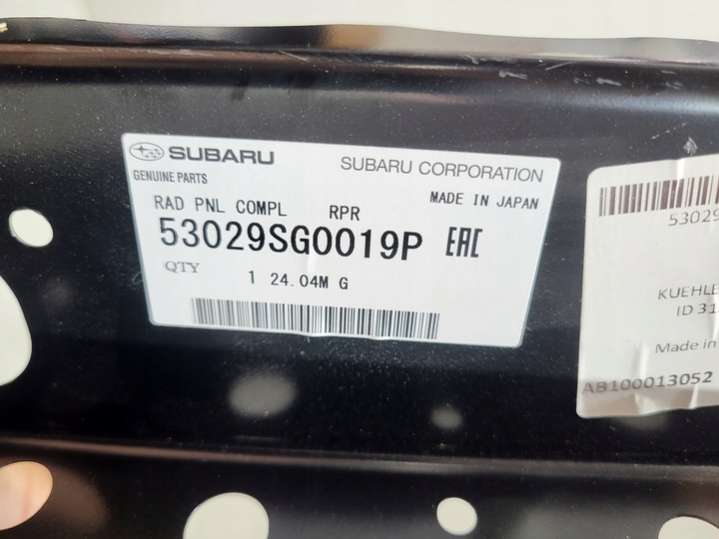 SUBARU
SUBARU CORPORATION
GENUINE PARTS
MADE IN JAPAN
RAD PNL COMPL RPR
53029SG0019P EAC
QTY 1 24.04M G
53029
KUEHLE
ID 31
Made in
AB100013052